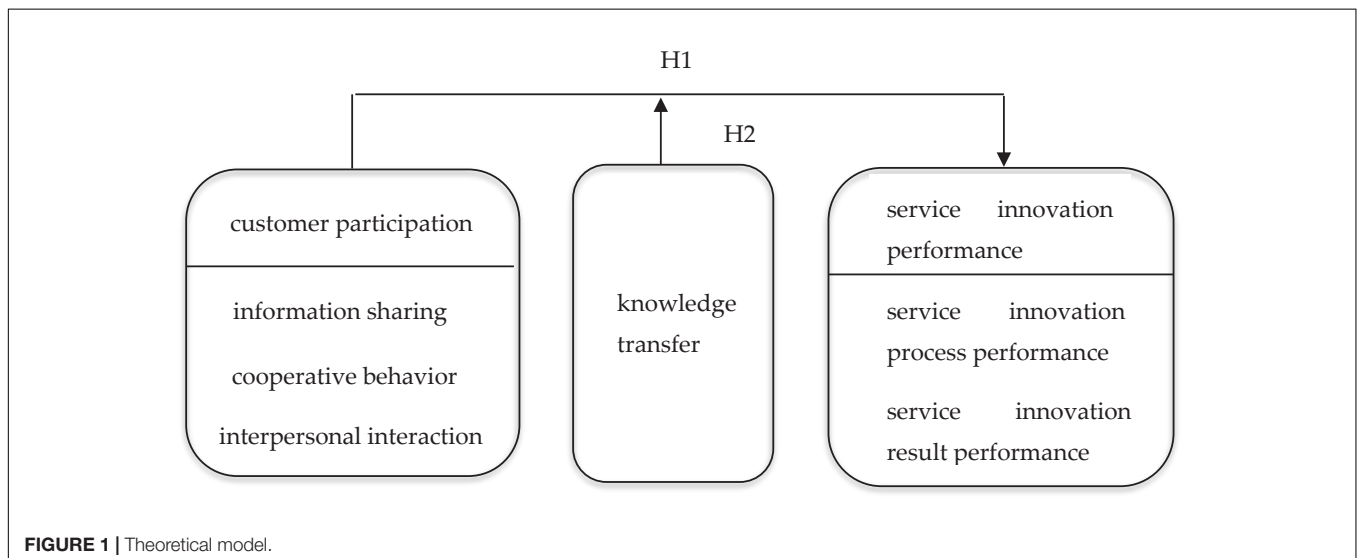 H1
H2
customer participation
information sharing
cooperative behavior
interpersonal interaction
knowledge
transfer
service innovation
performance
service innovation
process performance
service innovation
result performance
FIGURE 1 | Theoretical model.